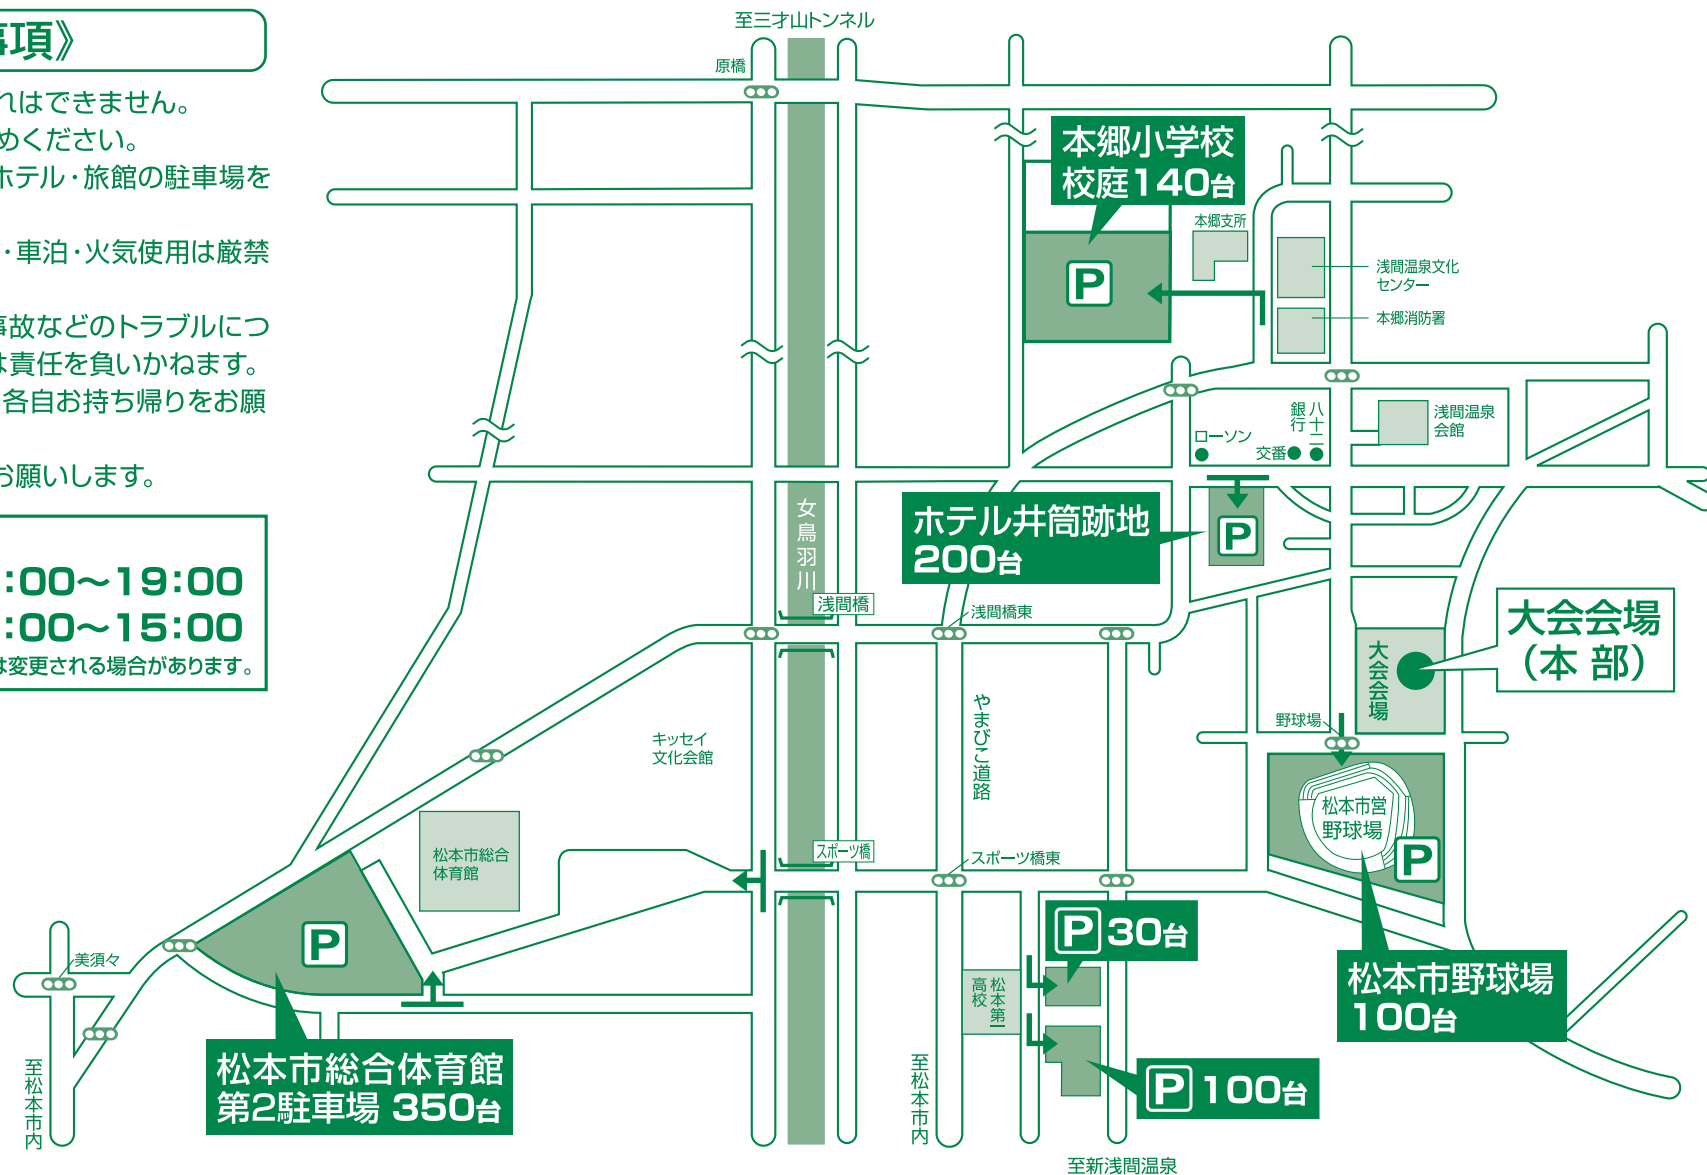 事項》
れはできません。
めください。
ホテル・旅館の駐車場を
・車泊・火気使用は厳禁
事故などのトラブルにつ
は責任を負いかねます。
各自お持ち帰りをお願
お願いします。
：00～19：00
：00～15：00
は変更される場合があります。
至三才山トンネル
原橋
本郷小学校
校庭140台
P
本郷支所
浅間温泉文化
センター
本郷消防署
浅間温泉
会館
八十二
銀行
ローソン
交番
女鳥羽川
ホテル井筒跡地
200台
P
浅間橋
浅間橋東
大会会場
（本 部）
大会会場
野球場
松本市営
野球場
P
キッセイ
文化会館
やまびこ道路
松本市総合
体育館
スポーツ橋
スポーツ橋東
P
P30台
松本第一
高校
美須々
松本市野球場
100台
松本市総合体育館
第2駐車場 350台
P 100台
至松本市内
至松本市内
至新浅間温泉